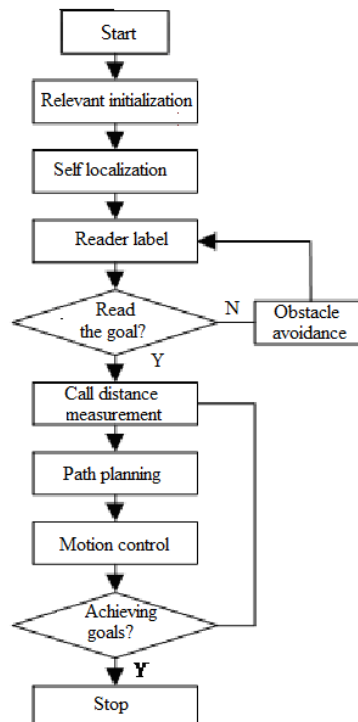 Start
Relevant initialization
Self localization
Reader label
Read
the goal?
N
Obstacle
avoidance
Y
Call distance
measurement
Path planning
Motion control
Achieving
goals?
Y
Stop